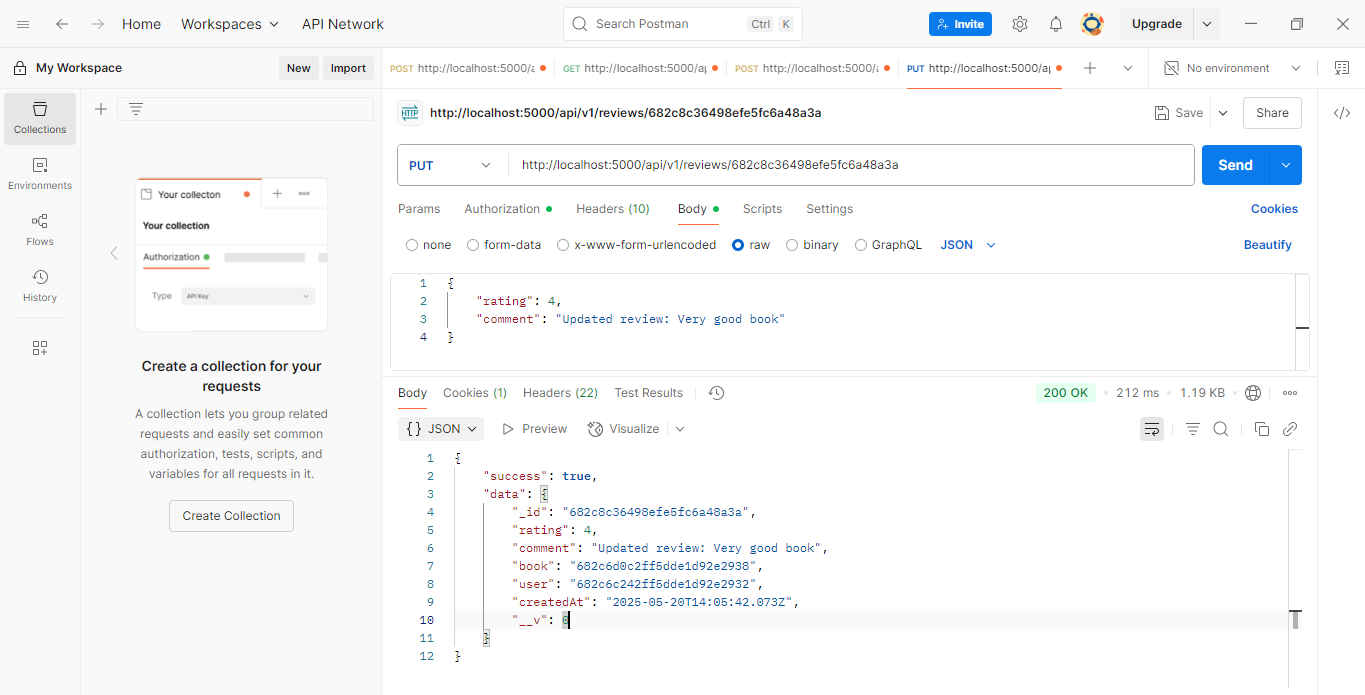 Home Workspaces API Network Search Postman Ctrl K Invite Upgrade
My Workspace New Import POST http://localhost:5000/a GET http://localhost:5000/ap POST http://localhost:5000/a PUT http://localhost:5000/ap No environment
Collections
Environments
Flows
History
Your collecton
Your collection
Authorization
Type API Key
Create a collection for your
requests
A collection lets you group related
requests and easily set common
authorization, tests, scripts, and
variables for all requests in it.
Create Collection
HTTP http://localhost:5000/api/v1/reviews/682c8c36498efe5fc6a48a3a Save Share
PUT http://localhost:5000/api/v1/reviews/682c8c36498efe5fc6a48a3a Send
Params Authorization Headers (10) Body Scripts Settings Cookies
none form-data x-www-form-urlencoded raw binary GraphQL JSON Beautify
1 {
2 "rating": 4,
3 "comment": "Updated review: Very good book"
4 }
Body Cookies (1) Headers (22) Test Results 200 OK 212 ms 1.19 KB
{} JSON Preview Visualize
1 {
2 "success": true,
3 "data": {
4 "_id": "682c8c36498efe5fc6a48a3a",
5 "rating": 4,
6 "comment": "Updated review: Very good book",
7 "book": "682c6d0c2ff5dde1d92e2938",
8 "user": "682c6c242ff5dde1d92e2932",
9 "createdAt": "2025-05-20T14:05:42.073Z",
10 "__v": 0
11 }
12 }